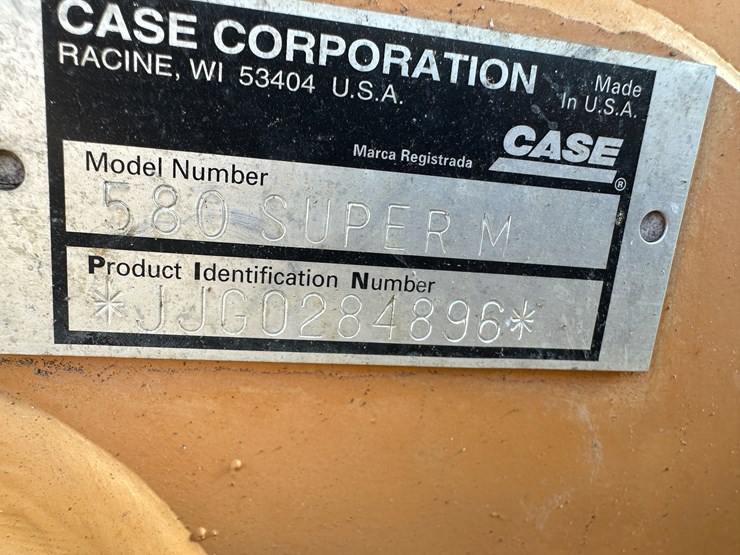 CASE CORPORATION
RACINE, WI 53404 U.S.A.
Made
In U.S.A.
Marca Registrada
CASE
®
Model Number
580 SUPER M
Product Identification Number
*JJG0284896*